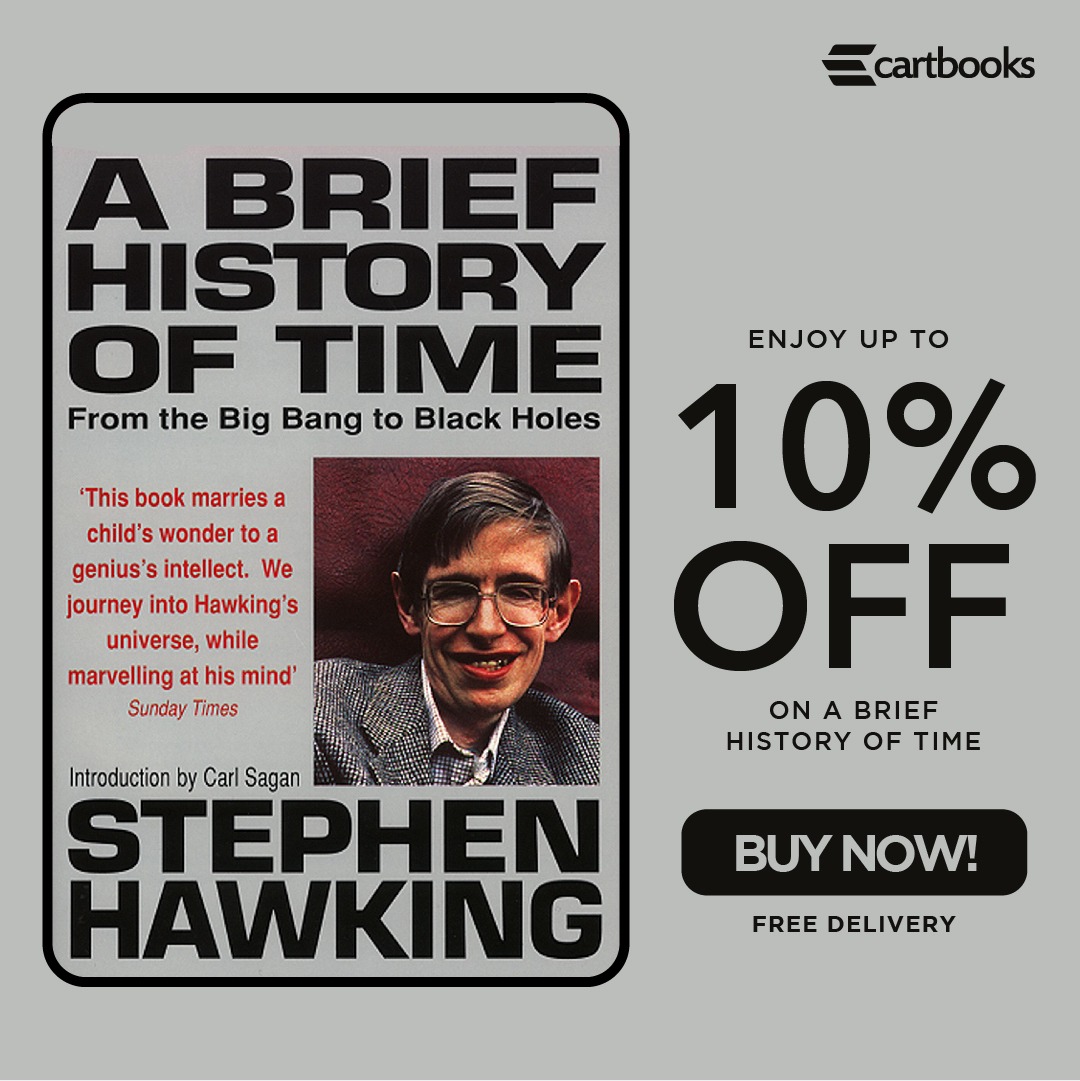 cartbooks
A BRIEF
HISTORY
OF TIME
From the Big Bang to Black Holes
‘This book marries a
child’s wonder to a
genius’s intellect.  We
journey into Hawking’s
universe, while
marvelling at his mind’
Sunday Times
Introduction by Carl Sagan
STEPHEN
HAWKING
ENJOY UP TO
10%
OFF
ON A BRIEF
HISTORY OF TIME
BUY NOW!
FREE DELIVERY